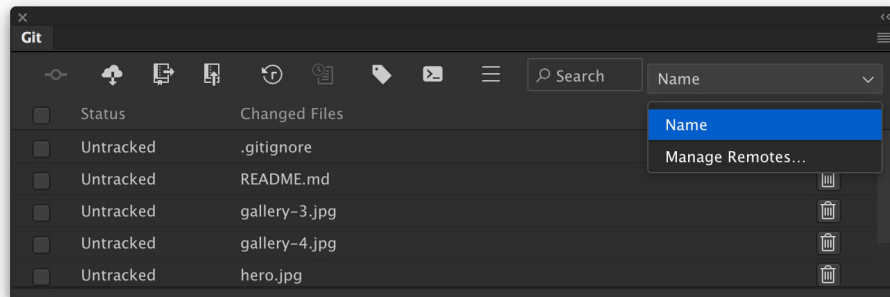 Git
Search
Name
Status Changed Files
Name
Untracked .gitignore
Manage Remotes...
Untracked README.md
Untracked gallery-3.jpg
Untracked gallery-4.jpg
Untracked hero.jpg